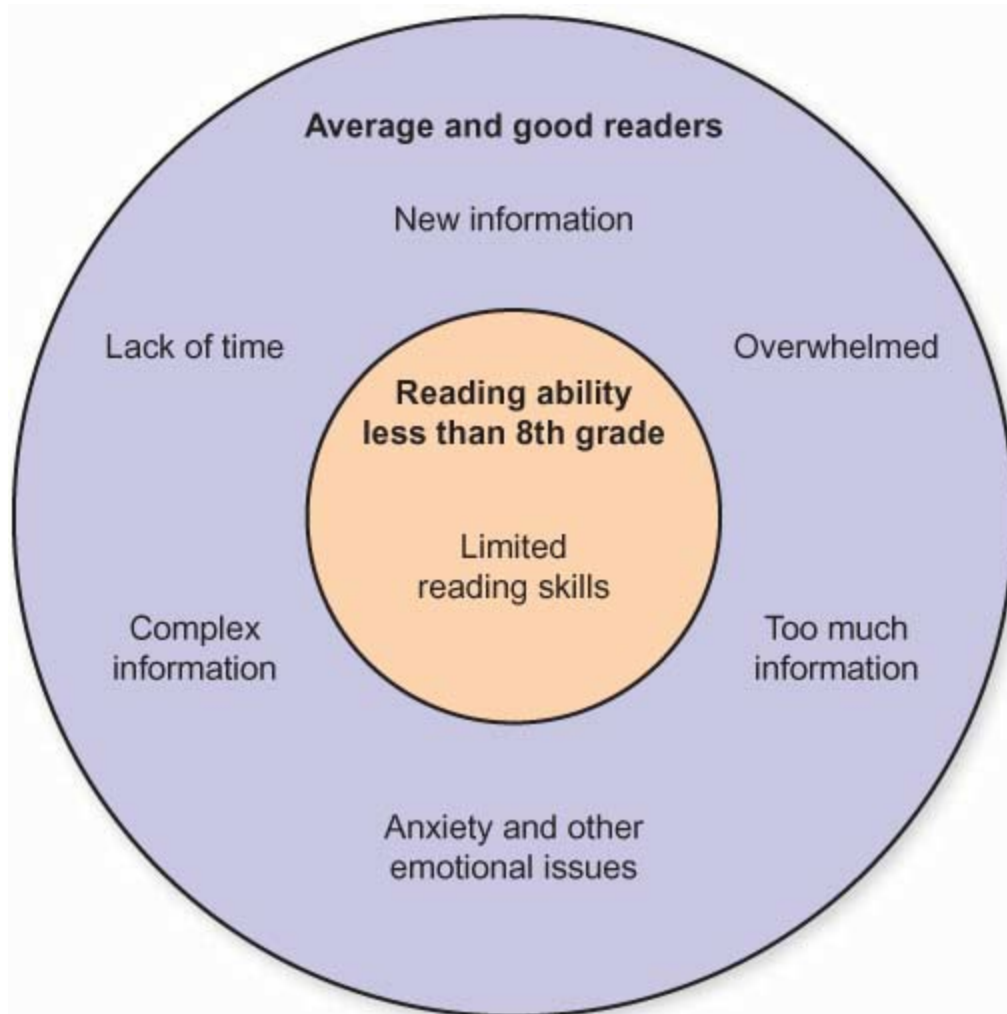 Average and good readers
New information
Lack of time
Overwhelmed
Reading ability
less than 8th grade
Limited
reading skills
Complex
information
Too much
information
Anxiety and other
emotional issues